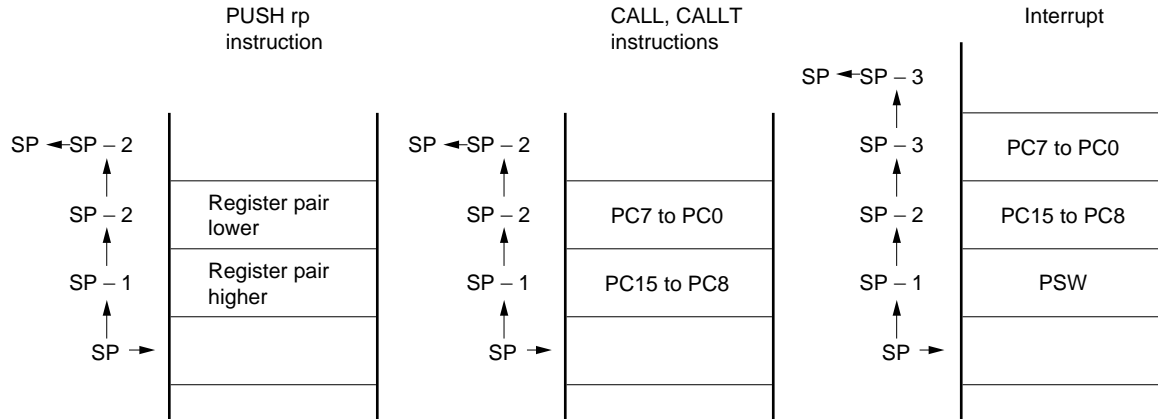 PUSH rp
instruction
SP SP – 2
SP – 2
Register pair
lower
SP – 1
Register pair
higher
SP
CALL, CALLT
instructions
SP SP – 2
SP – 2
PC7 to PC0
SP – 1
PC15 to PC8
SP
Interrupt
SP SP – 3
SP – 3
PC7 to PC0
SP – 2
PC15 to PC8
SP – 1
PSW
SP